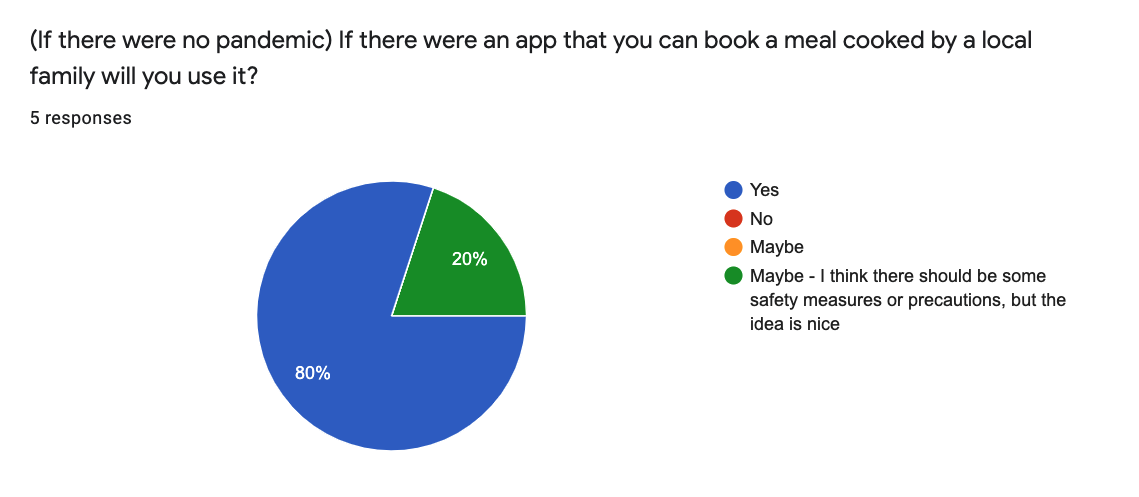 (If there were no pandemic) If there were an app that you can book a meal cooked by a local
family will you use it?
5 responses
20%
80%
Yes
No
Maybe
Maybe - I think there should be some
safety measures or precautions, but the
idea is nice